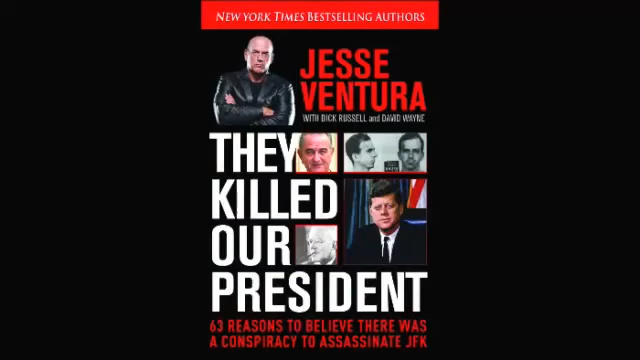 NEW YORK TIMES BESTSELLING AUTHORS
JESSE
VENTURA
WITH DICK RUSSELL and DAVID WAYNE
THEY
KILLED
OUR
PRESIDENT
63 REASONS TO BELIEVE THERE WAS
A CONSPIRACY TO ASSASSINATE JFK